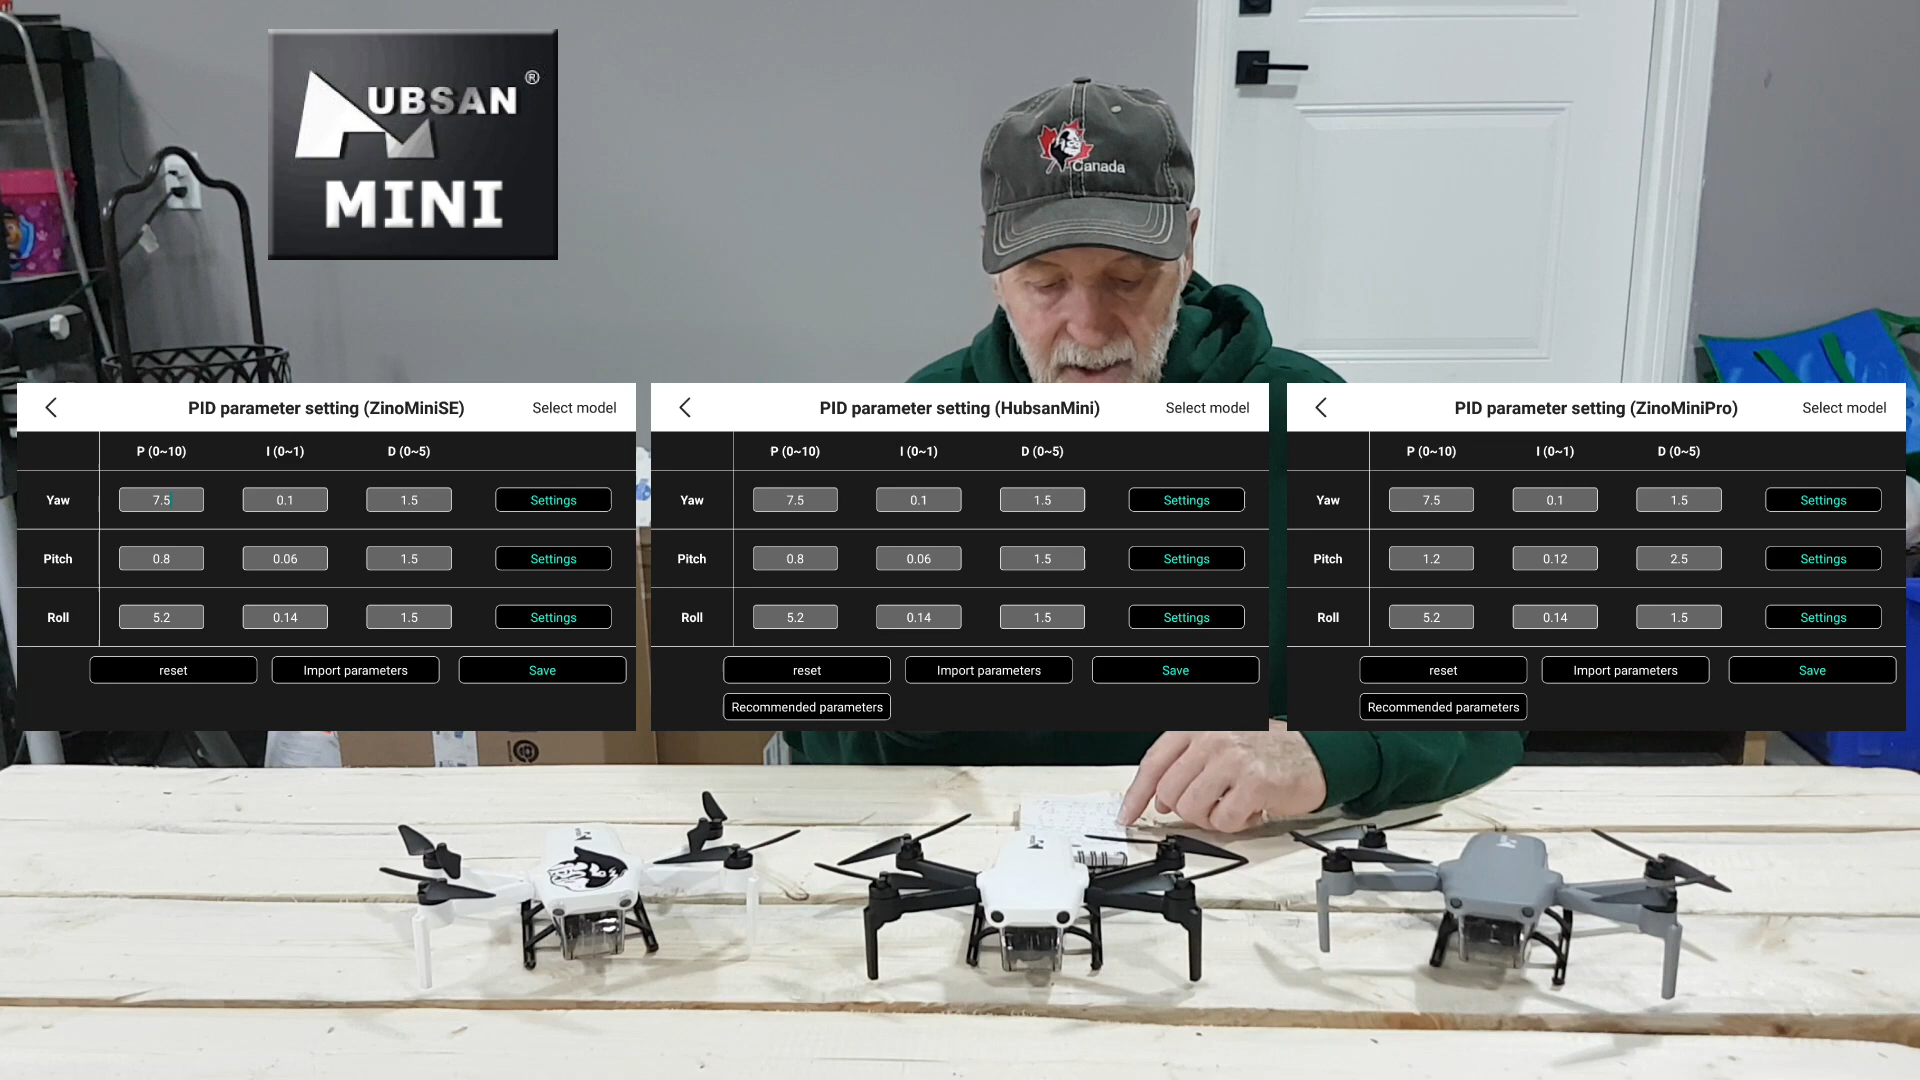 UBSAN ®
MINI
Canada
PID parameter setting (ZinoMiniSE) Select model
P (0~10) I (0~1) D (0~5)
Yaw 7.5 0.1 1.5 Settings
Pitch 0.8 0.06 1.5 Settings
Roll 5.2 0.14 1.5 Settings
reset Import parameters Save
PID parameter setting (HubsanMini) Select model
P (0~10) I (0~1) D (0~5)
Yaw 7.5 0.1 1.5 Settings
Pitch 0.8 0.06 1.5 Settings
Roll 5.2 0.14 1.5 Settings
reset Import parameters Save
Recommended parameters
PID parameter setting (ZinoMiniPro) Select model
P (0~10) I (0~1) D (0~5)
Yaw 7.5 0.1 1.5 Settings
Pitch 1.2 0.12 2.5 Settings
Roll 5.2 0.14 1.5 Settings
reset Import parameters Save
Recommended parameters